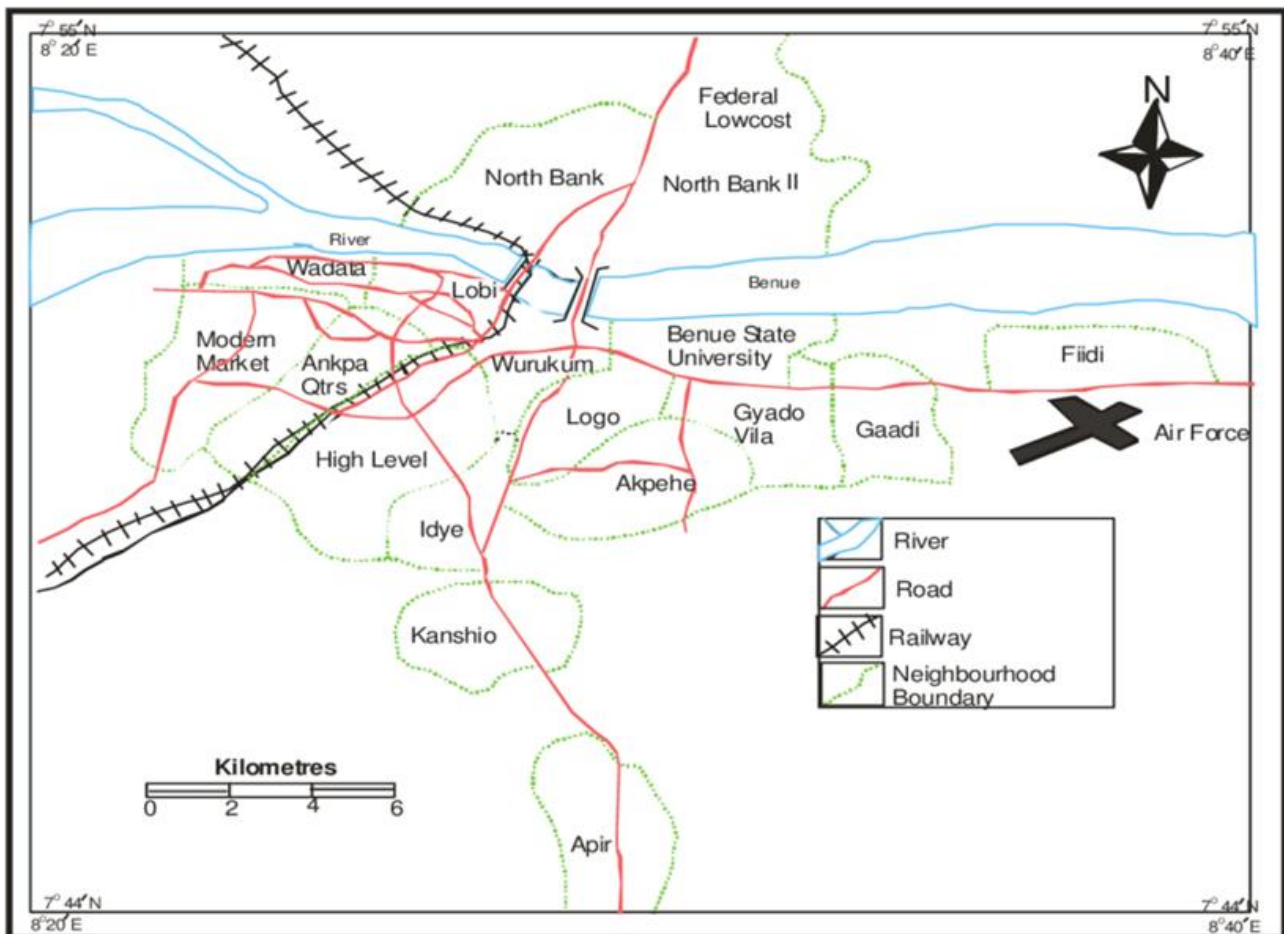 7° 55′ N
8° 20′ E
7° 55′ N
8° 40′ E
N
Federal
Lowcost
North Bank
North Bank II
River
Wadata
Lobi
Benue
Modern
Market
Ankpa
Qtrs
Wurukum
Benue State
University
Fiidi
Logo
Gyado
Vila
Gaadi
Air Force
High Level
Akpehe
Idye
River
Road
Kanshio
Railway
Neighbourhood
Boundary
Kilometres
0 2 4 6
Apir
7° 44′ N
8° 20′ E
7° 44′ N
8° 40′ E